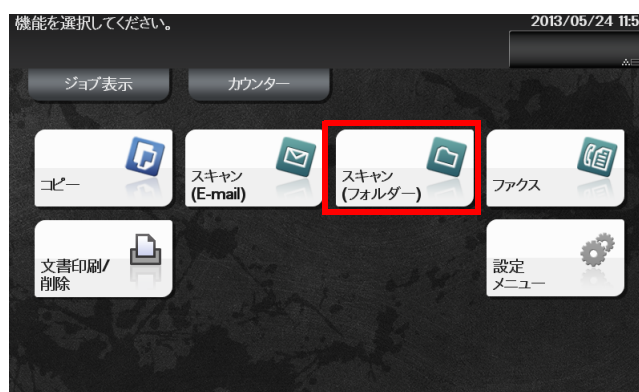 機能を選択してください。
2013/05/24 11:5
ジョブ表示
カウンター
コピー
スキャン
(E-mail)
スキャン
(フォルダー)
ファクス
文書印刷/
削除
設定
メニュー